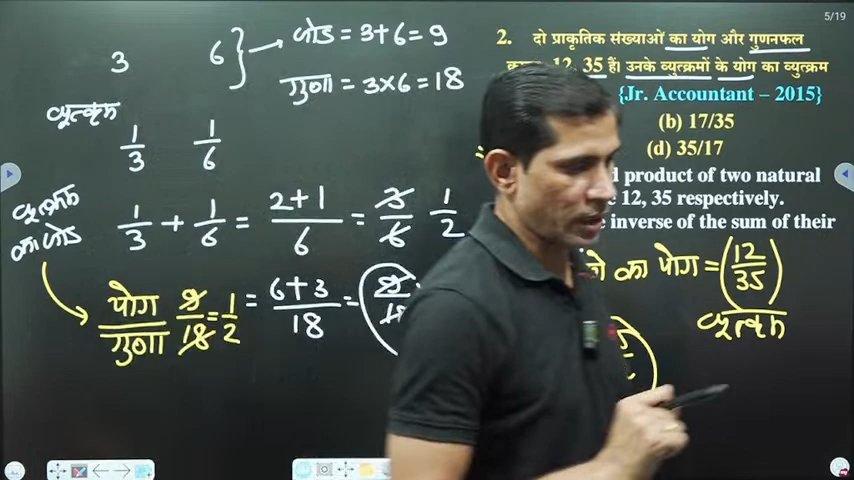 5/19
3 6 } → जोड = 3+6 = 9
गुणा = 3×6 = 18
व्युत्क्रम
1/3 1/6
व्युत्क्रम का जोड
1/3 + 1/6 = 2+1/6 = 3/6 1/2
योग/गुणा 9/18 = 1/2
= 6+3/18 =
2. दो प्राकृतिक संख्याओं का योग और गुणनफल
12, 35 हैं। उनके व्युत्क्रमों के योग का व्युत्क्रम
{Jr. Accountant – 2015}
(b) 17/35
(d) 35/17
product of two natural
12, 35 respectively.
inverse of the sum of their
का योग = (12/35)
व्युत्क्रम